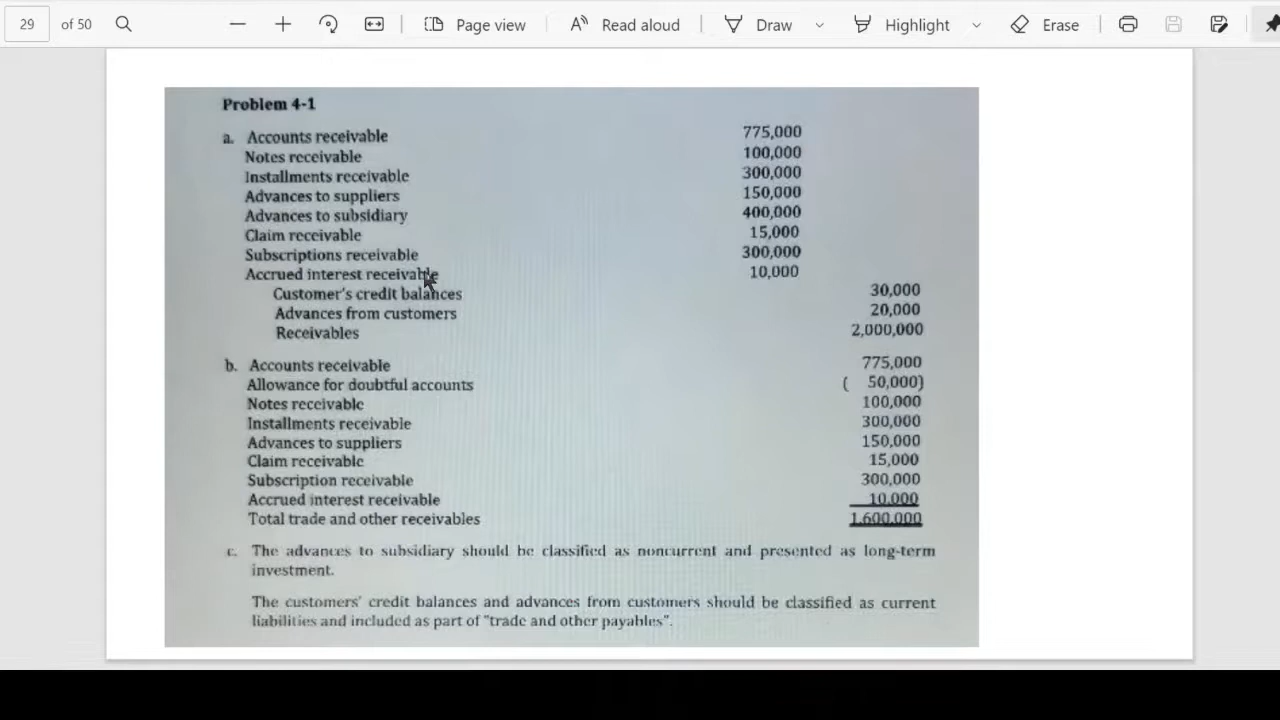 29 of 50 Page view Read aloud Draw Highlight Erase
Problem 4-1
a. Accounts receivable 775,000
Notes receivable 100,000
Installments receivable 300,000
Advances to suppliers 150,000
Advances to subsidiary 400,000
Claim receivable 15,000
Subscriptions receivable 300,000
Accrued interest receivable 10,000
Customer's credit balances 30,000
Advances from customers 20,000
Receivables 2,000,000
b. Accounts receivable 775,000
Allowance for doubtful accounts ( 50,000)
Notes receivable 100,000
Installments receivable 300,000
Advances to suppliers 150,000
Claim receivable 15,000
Subscription receivable 300,000
Accrued interest receivable 10,000
Total trade and other receivables 1,600,000
c. The advances to subsidiary should be classified as noncurrent and presented as long-term
investment.
The customers' credit balances and advances from customers should be classified as current
liabilities and included as part of "trade and other payables".